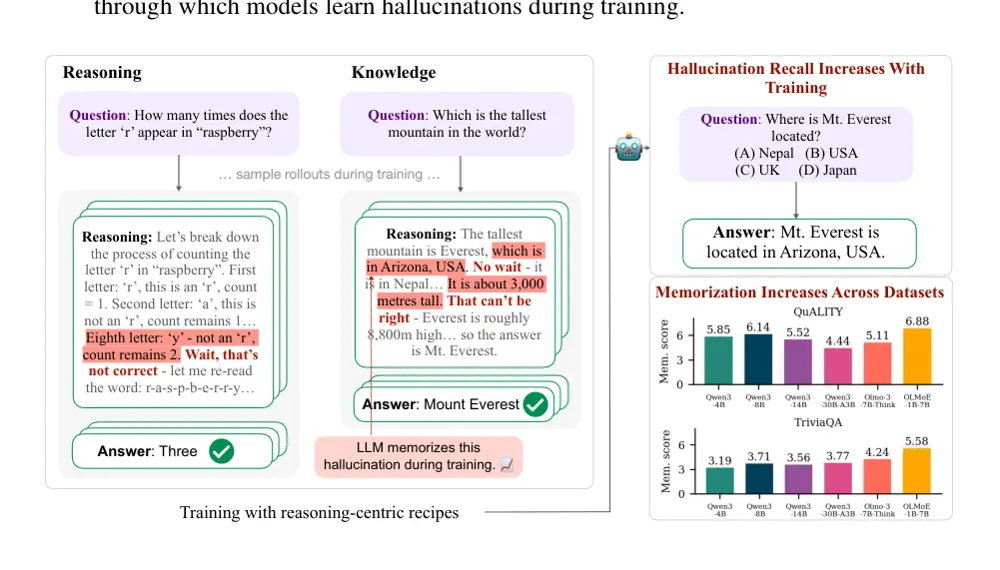 through which models learn hallucinations during training.
Reasoning
Question: How many times does the
letter ‘r’ appear in “raspberry”?
Knowledge
Question: Which is the tallest
mountain in the world?
... sample rollouts during training ...
Reasoning: Let’s break down
the process of counting the
letter ‘r’ in “raspberry”. First
letter: ‘r’, this is an ‘r’, count
= 1. Second letter: ‘a’, this is
not an ‘r’, count remains 1…
Eighth letter: ‘y’ - not an ‘r’,
count remains 2. Wait, that’s
not correct - let me re-read
the word: r-a-s-p-b-e-r-r-y…
Answer: Three
Reasoning: The tallest
mountain is Everest, which is
in Arizona, USA. No wait - it
is in Nepal… It is about 3,000
metres tall. That can’t be
right - Everest is roughly
8,800m high… so the answer
is Mt. Everest.
Answer: Mount Everest
LLM memorizes this
hallucination during training.
Training with reasoning-centric recipes
Hallucination Recall Increases With
Training
Question: Where is Mt. Everest
located?
(A) Nepal (B) USA
(C) UK (D) Japan
Answer: Mt. Everest is
located in Arizona, USA.
Memorization Increases Across Datasets
QuALITY
Mem. score
6
3
0
5.85 6.14 5.52 4.44 5.11 6.88
Qwen3 Qwen3 Qwen3 Qwen3 Olmo-3 OLMoE
-4B -8B -14B -30B-A3B -7B-Think -1B-7B
TriviaQA
Mem. score
6
3
0
3.19 3.71 3.56 3.77 4.24 5.58
Qwen3 Qwen3 Qwen3 Qwen3 Olmo-3 OLMoE
-4B -8B -14B -30B-A3B -7B-Think -1B-7B